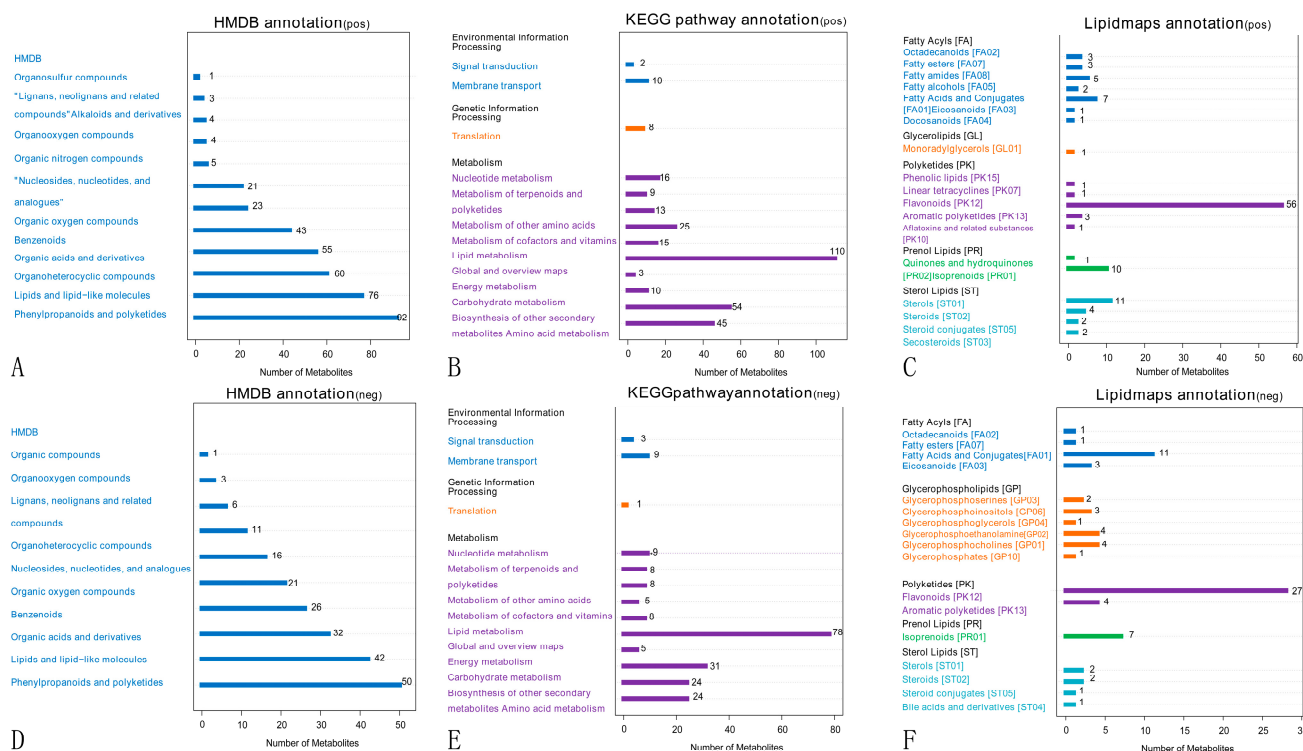 HMDB annotation(pos)
HMDB
Organosulfur compounds
"Lignans, neolignans and related
compounds"Alkaloids and derivatives
Organooxygen compounds
Organic nitrogen compounds
"Nucleosides, nucleotides, and
analogues"
Organic oxygen compounds
Benzenoids
Organic acids and derivatives
Organoheterocyclic compounds
Lipids and lipid−like molecules
Phenylpropanoids and polyketides
1
3
4
4
5
21
23
43
55
60
76
92
0 20 40 60 80
Number of Metabolites
A
KEGG pathway annotation(pos)
Environmental Information
Processing
Signal transduction
Membrane transport
Genetic Information
Processing
Translation
Metabolism
Nucleotide metabolism
Metabolism of terpenoids and
polyketides
Metabolism of other amino acids
Metabolism of cofactors and vitamins
Lipid metabolism
Global and overview maps
Energy metabolism
Carbohydrate metabolism
Biosynthesis of other secondary
metabolites Amino acid metabolism
2
10
8
16
9
13
25
15
110
3
10
54
45
0 20 40 60 80 100
Number of Metabolites
B
Lipidmaps annotation(pos)
Fatty Acyls [FA]
Octadecanoids [FA02]
Fatty esters [FA07]
Fatty amides [FA08]
Fatty alcohols [FA05]
Fatty Acids and Conjugates
[FA01]Eicosanoids [FA03]
Docosanoids [FA04]
Glycerolipids [GL]
Monoradylglycerols [GL01]
Polyketides [PK]
Phenolic lipids [PK15]
Linear tetracyclines [PK07]
Flavonoids [PK12]
Aromatic polyketides [PK13]
Aflatoxins and related substances
[PK10]
Prenol Lipids [PR]
Quinones and hydroquinones
[PR02]Isoprenoids [PR01]
Sterol Lipids [ST]
Sterols [ST01]
Steroids [ST02]
Steroid conjugates [ST05]
Secosteroids [ST03]
3
3
5
2
7
1
1
1
1
1
56
3
1
1
10
11
4
2
2
0 10 20 30 40 50 60
Number of Metabolites
C
HMDB annotation(neg)
HMDB
Organic compounds
Organooxygen compounds
Lignans, neolignans and related
compounds
Organoheterocyclic compounds
Nucleosides, nucleotides, and analogues
Organic oxygen compounds
Benzenoids
Organic acids and derivatives
Lipids and lipid−like molecules
Phenylpropanoids and polyketides
1
3
6
11
16
21
26
32
42
50
0 10 20 30 40 50
Number of Metabolites
D
KEGGpathwayannotation(neg)
Environmental Information
Processing
Signal transduction
Membrane transport
Genetic Information
Processing
Translation
Metabolism
Nucleotide metabolism
Metabolism of terpenoids and
polyketides
Metabolism of other amino acids
Metabolism of cofactors and vitamins
Lipid metabolism
Global and overview maps
Energy metabolism
Carbohydrate metabolism
Biosynthesis of other secondary
metabolites Amino acid metabolism
3
9
1
9
8
8
5
78
5
31
24
24
0 20 40 60 80
Number of Metabolites
E
Lipidmaps annotation(neg)
Fatty Acyls [FA]
Octadecanoids [FA02]
Fatty esters [FA07]
Fatty Acids and Conjugates[FA01]
Eicosanoids [FA03]
Glycerophospholipids [GP]
Glycerophosphoserines [GP03]
Glycerophosphoinositols [GP06]
Glycerophosphoglycerols [GP04]
Glycerophosphoethanolamine[GP02]
Glycerophosphocholines [GP01]
Glycerophosphates [GP10]
Polyketides [PK]
Flavonoids [PK12]
Aromatic polyketides [PK13]
Prenol Lipids [PR]
Isoprenoids [PR01]
Sterol Lipids [ST]
Sterols [ST01]
Steroids [ST02]
Steroid conjugates [ST05]
Bile acids and derivatives [ST04]
1
1
11
3
2
3
1
4
4
1
27
4
7
2
2
1
1
0 5 10 15 20 25
Number of Metabolites
F